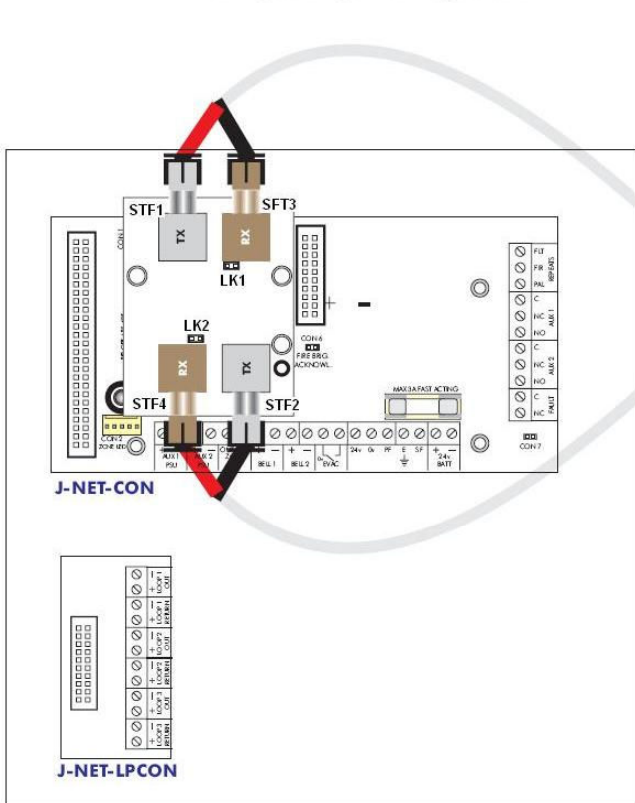 STF1
SFT3
TX
RX
LK1
CON 1
+
-
LK2
RX
TX
CON 6
FIRE BRIG.
ACKNOWL.
STF4
STF2
FLT
FIR
PAL
REPEATS
C
NC
NO
AUX 1
C
NC
NO
AUX 2
C
NC
FAULT
MAX 3A FAST ACTING
CON 7
CON 2
ZONE LED
AUX 1
PSU
AUX 2
PSU
BELL 1
+ -
BELL 2
EVAC
24v 0v PF E SF + -
24v
BATT
J-NET-CON
- LOOP 1
+ OUT
- LOOP 1
+ RETURN
- LOOP 2
+ OUT
- LOOP 2
+ RETURN
- LOOP 3
+ OUT
- LOOP 3
+ RETURN
J-NET-LPCON